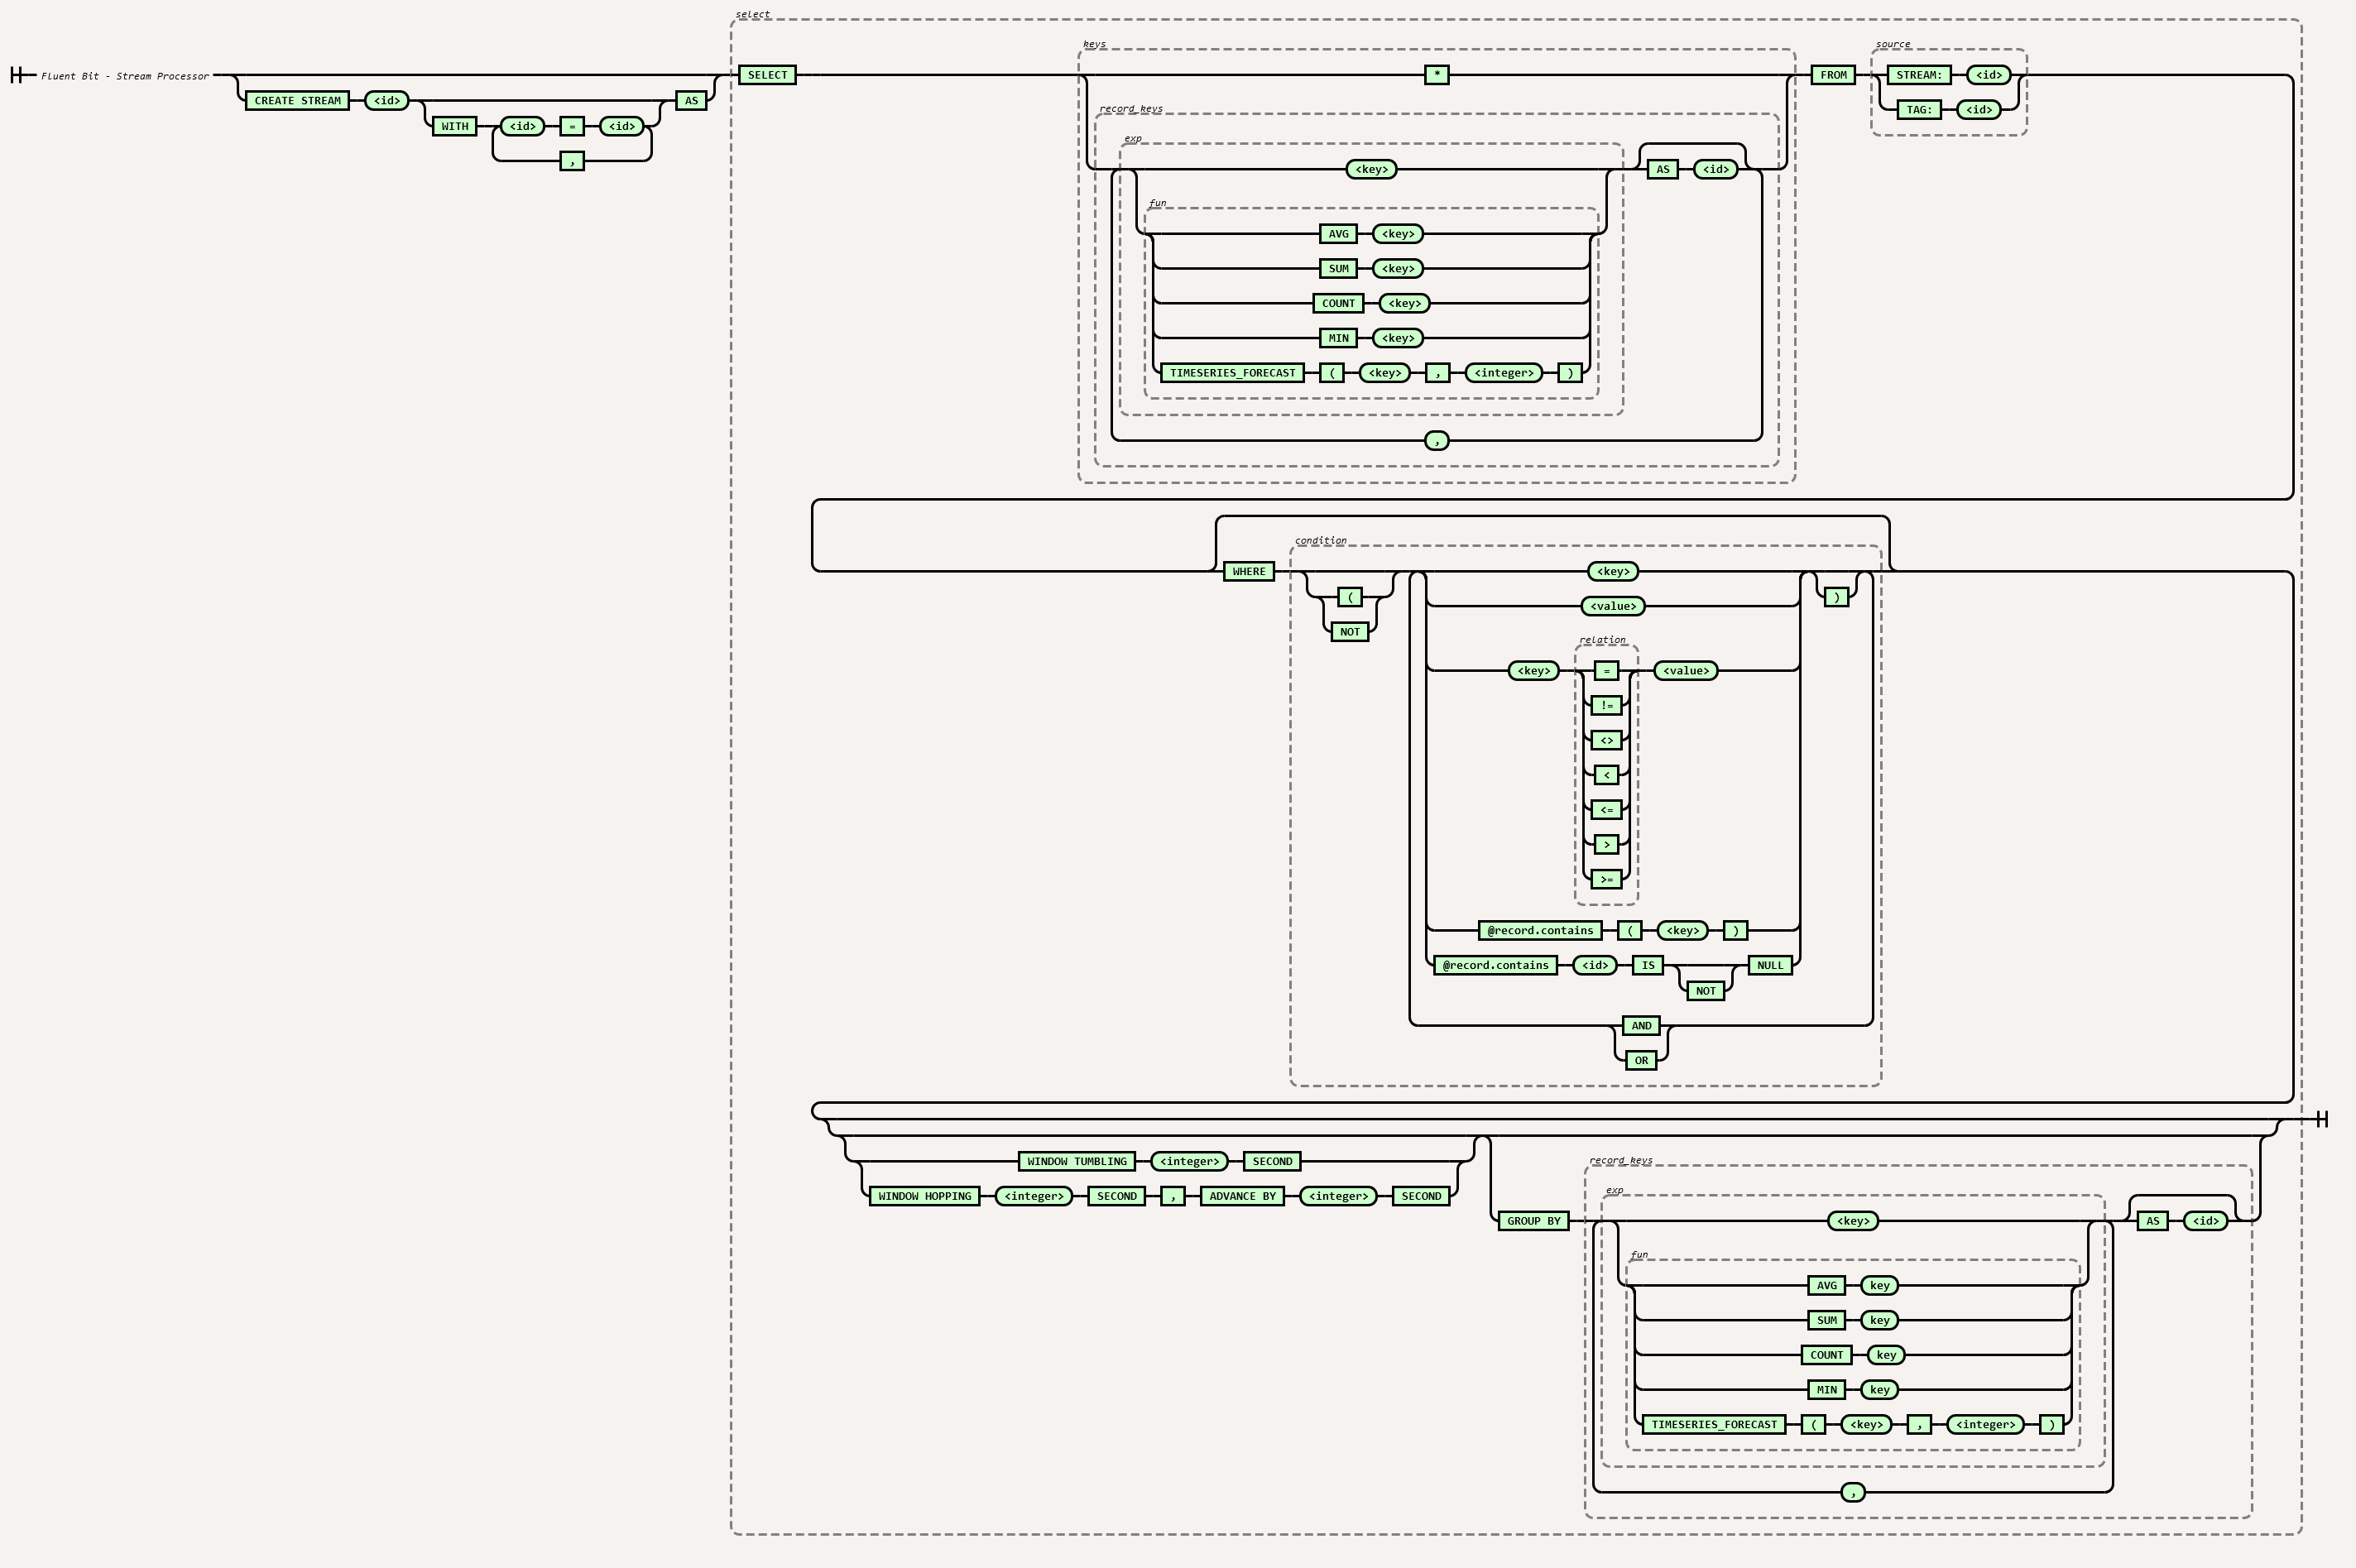 select
keys
source
Fluent Bit - Stream Processor SELECT * FROM STREAM: <id>
CREATE STREAM <id> AS
TAG: <id>
record_keys
WITH <id> = <id>
exp
,
<key> AS <id>
fun
AVG <key>
SUM <key>
COUNT <key>
MIN <key>
TIMESERIES_FORECAST ( <key> , <integer> )
,
condition
WHERE <key>
( <value> )
NOT
relation
<key> = <value>
!=
<>
<
<=
>
>=
@record.contains ( <key> )
@record.contains <id> IS NULL
NOT
AND
OR
WINDOW TUMBLING <integer> SECOND
record_keys
exp
WINDOW HOPPING <integer> SECOND , ADVANCE BY <integer> SECOND
GROUP BY <key> AS <id>
fun
AVG key
SUM key
COUNT key
MIN key
TIMESERIES_FORECAST ( <key> , <integer> )
,